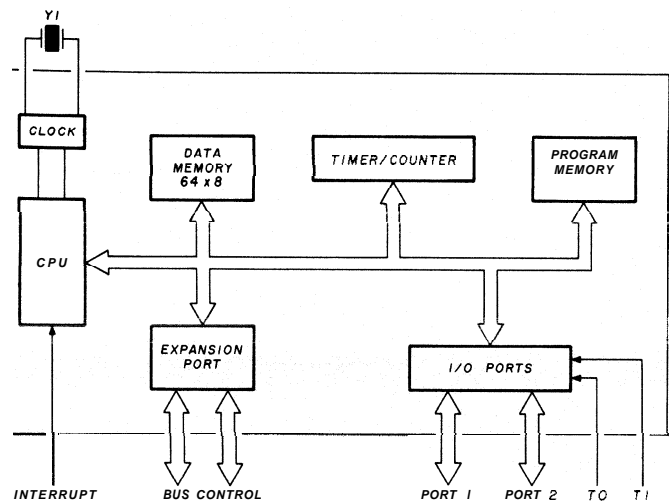 Y1
CLOCK
DATA
MEMORY
64 x 8
TIMER/COUNTER
PROGRAM
MEMORY
CPU
EXPANSION
PORT
I/O PORTS
INTERRUPT
BUS CONTROL
PORT 1
PORT 2
T0
T1